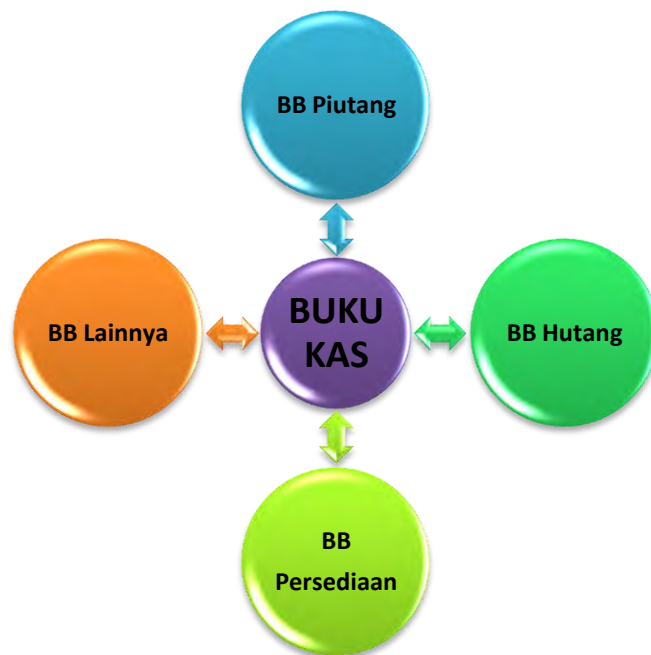 BB Piutang
BB Lainnya
BUKU
KAS
BB Hutang
BB
Persediaan